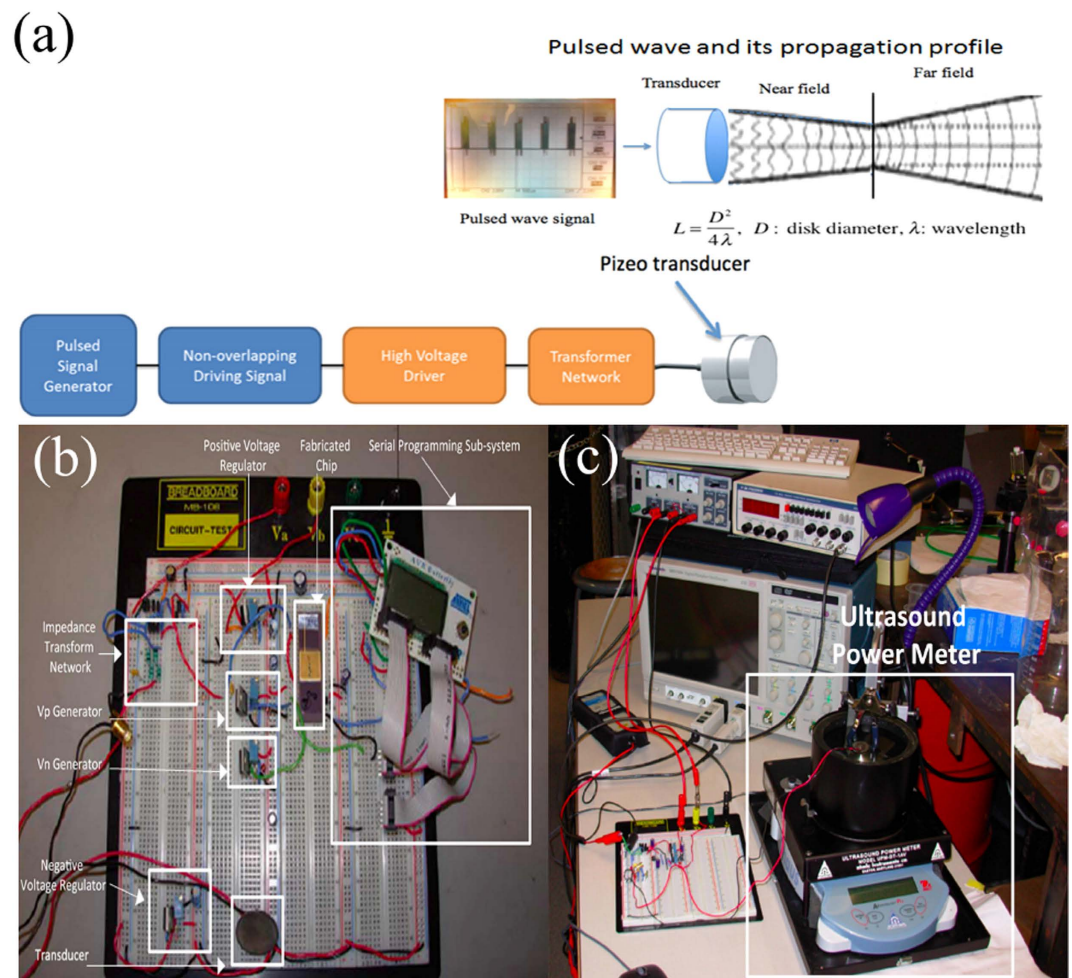 (a)
Pulsed wave and its propagation profile
Transducer
Near field
Far field
Pulsed wave signal
L = D²/4λ, D : disk diameter, λ: wavelength
Pizeo transducer
Pulsed
Signal
Generator
Non-overlapping
Driving Signal
High Voltage
Driver
Transformer
Network
(b)
Positive Voltage
Regulator
Fabricated
Chip
Serial Programming Sub-system
BREADBOARD
MB-108
CIRCUIT-TEST
Va
Vb
Impedance
Transform
Network
Vp Generator
Vn Generator
Negative
Voltage Regulator
Transducer
(c)
Ultrasound
Power Meter
ULTRASOUND POWER METER